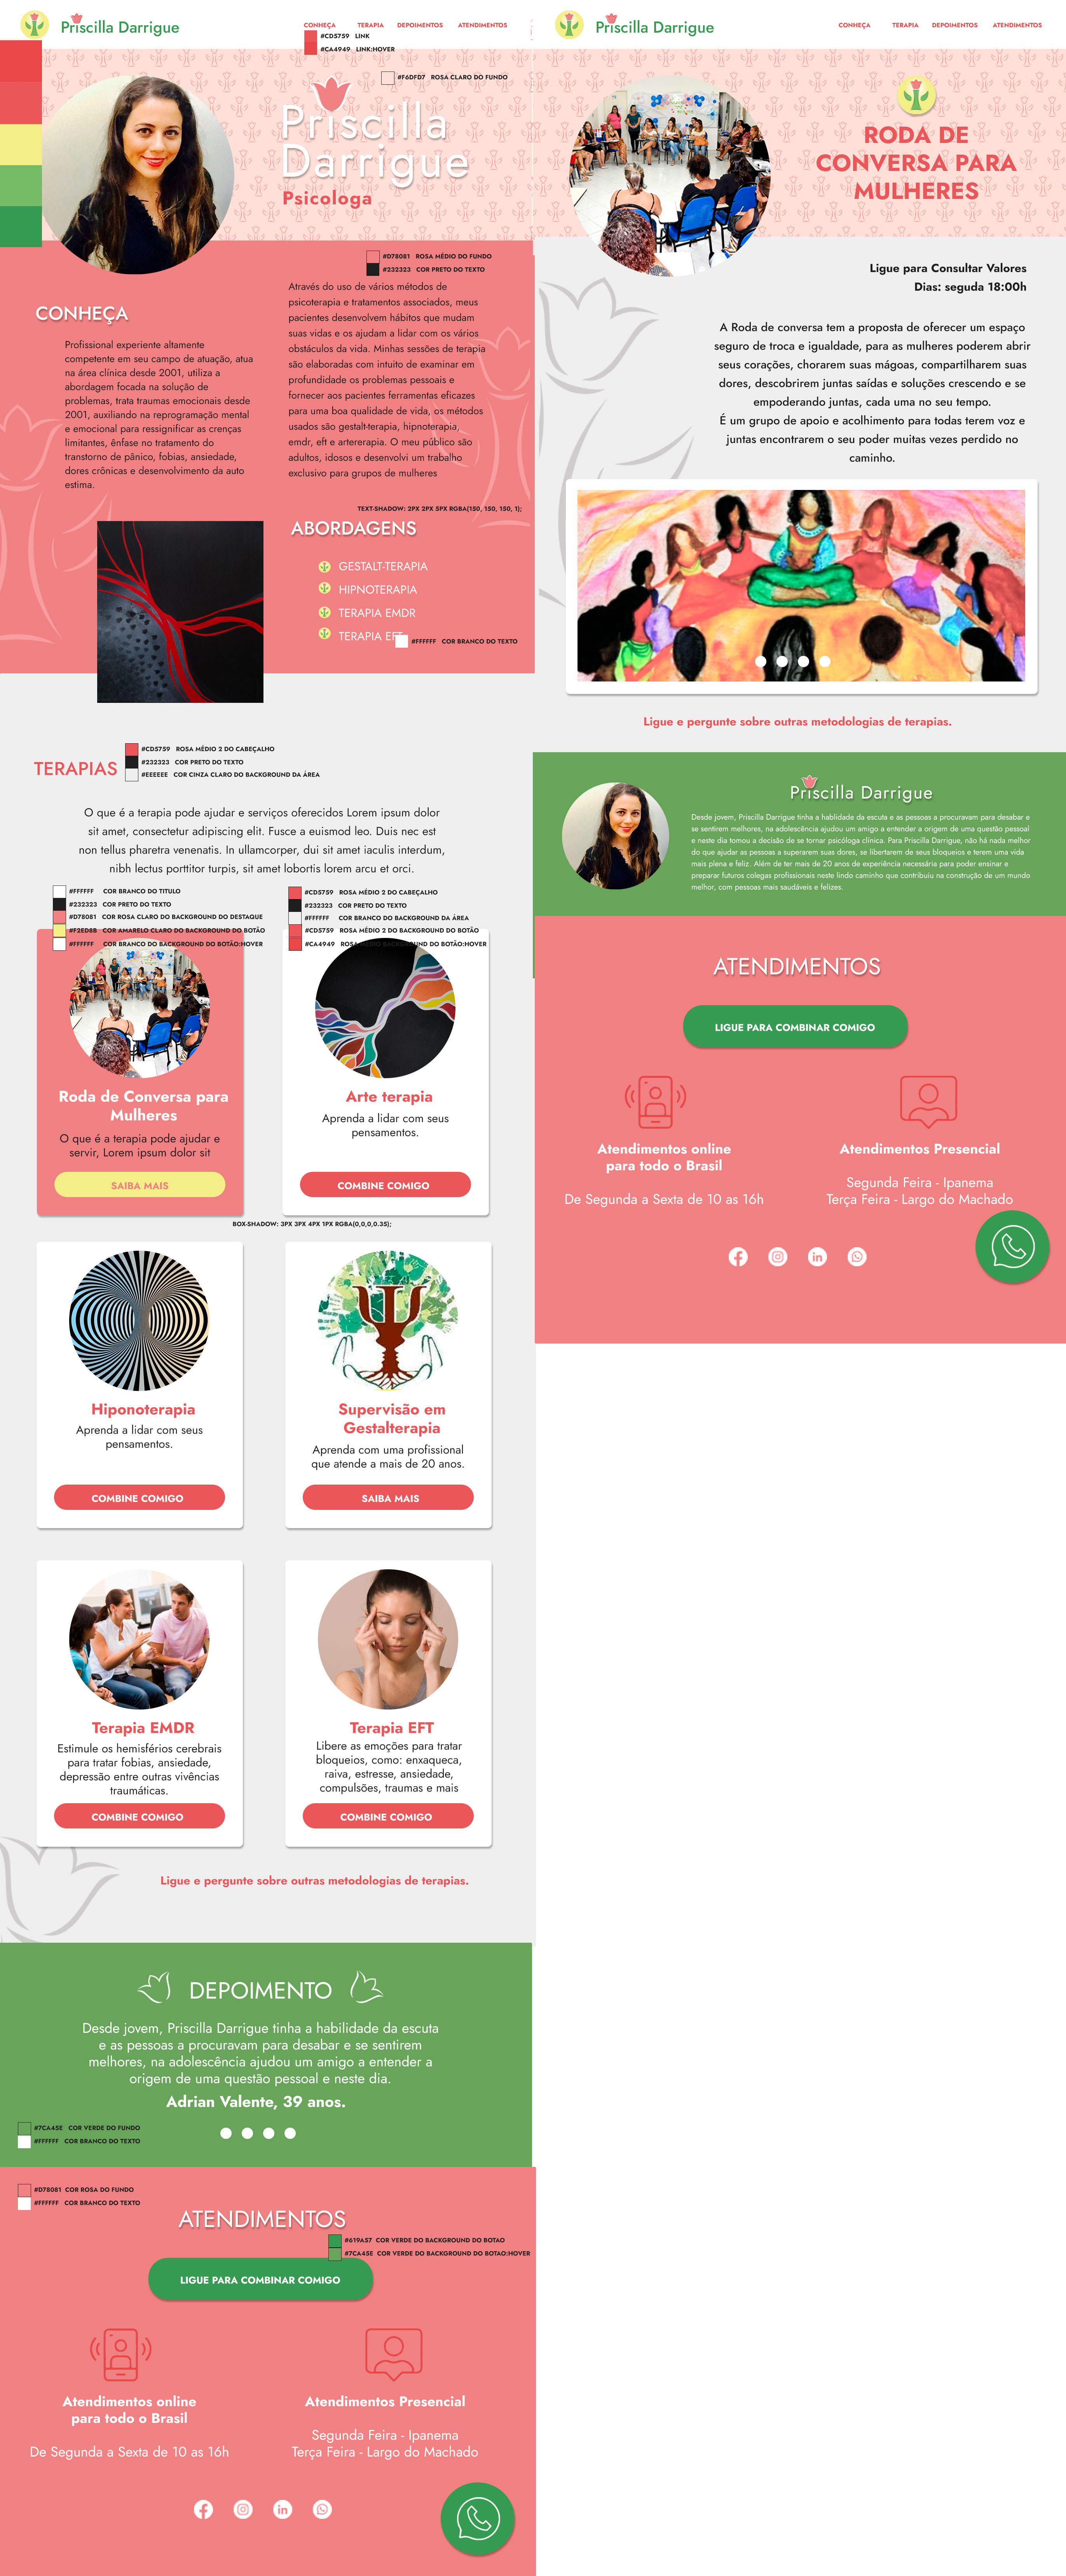 Priscilla Darrigue
CONHEÇA TERAPIA DEPOIMENTOS ATENDIMENTOS
#CD5759 LINK
#CA4949 LINK:HOVER
#F6DFD7 ROSA CLARO DO FUNDO
Priscilla
Darrigue
Psicologa
#D78081 ROSA MÉDIO DO FUNDO
#232323 COR PRETO DO TEXTO
CONHEÇA
Profissional experiente altamente
competente em seu campo de atuação, atua
na área clínica desde 2001, utiliza a
abordagem focada na solução de
problemas, trata traumas emocionais desde
2001, auxiliando na reprogramação mental
e emocional para ressignificar as crenças
limitantes, ênfase no tratamento do
transtorno de pânico, fobias, ansiedade,
dores crônicas e desenvolvimento da auto
estima.
Através do uso de vários métodos de
psicoterapia e tratamentos associados, meus
pacientes desenvolvem hábitos que mudam
suas vidas e os ajudam a lidar com os vários
obstáculos da vida. Minhas sessões de terapia
são elaboradas com intuito de examinar em
profundidade os problemas pessoais e
fornecer aos pacientes ferramentas eficazes
para uma boa qualidade de vida, os métodos
usados são gestalt-terapia, hipnoterapia,
emdr, eft e artererapia. O meu público são
adultos, idosos e desenvolvi um trabalho
exclusivo para grupos de mulheres
TEXT-SHADOW: 2PX 2PX 5PX RGBA(150, 150, 150, 1);
ABORDAGENS
GESTALT-TERAPIA
HIPNOTERAPIA
TERAPIA EMDR
TERAPIA EFT
#FFFFFF COR BRANCO DO TEXTO
TERAPIAS
#CD5759 ROSA MÉDIO 2 DO CABEÇALHO
#232323 COR PRETO DO TEXTO
#EEEEEE COR CINZA CLARO DO BACKGROUND DA ÁREA
O que é a terapia pode ajudar e serviços oferecidos Lorem ipsum dolor
sit amet, consectetur adipiscing elit. Fusce a euismod leo. Duis nec est
non tellus pharetra venenatis. In ullamcorper, dui sit amet iaculis interdum,
nibh lectus porttitor turpis, sit amet lobortis lorem arcu et orci.
#FFFFFF COR BRANCO DO TITULO
#232323 COR PRETO DO TEXTO
#D78081 COR ROSA CLARO DO BACKGROUND DO DESTAQUE
#F2ED8B COR AMARELO CLARO DO BACKGROUND DO BOTÃO
#FFFFFF COR BRANCO DO BACKGROUND DO BOTÃO:HOVER
#CD5759 ROSA MÉDIO 2 DO CABEÇALHO
#232323 COR PRETO DO TEXTO
#FFFFFF COR BRANCO DO BACKGROUND DA ÁREA
#CD5759 ROSA MÉDIO 2 DO BACKGROUND DO BOTÃO
#CA4949 ROSA MÉDIO BACKGROUND DO BOTÃO:HOVER
Roda de Conversa para
Mulheres
O que é a terapia pode ajudar e
servir, Lorem ipsum dolor sit
SAIBA MAIS
Arte terapia
Aprenda a lidar com seus
pensamentos.
COMBINE COMIGO
BOX-SHADOW: 3PX 3PX 4PX 1PX RGBA(0,0,0,0.35);
Hiponoterapia
Aprenda a lidar com seus
pensamentos.
COMBINE COMIGO
Supervisão em
Gestalterapia
Aprenda com uma profissional
que atende a mais de 20 anos.
SAIBA MAIS
Terapia EMDR
Estimule os hemisférios cerebrais
para tratar fobias, ansiedade,
depressão entre outras vivências
traumáticas.
COMBINE COMIGO
Terapia EFT
Libere as emoções para tratar
bloqueios, como: enxaqueca,
raiva, estresse, ansiedade,
compulsões, traumas e mais
COMBINE COMIGO
Ligue e pergunte sobre outras metodologias de terapias.
DEPOIMENTO
Desde jovem, Priscilla Darrigue tinha a habilidade da escuta
e as pessoas a procuravam para desabar e se sentirem
melhores, na adolescência ajudou um amigo a entender a
origem de uma questão pessoal e neste dia.
Adrian Valente, 39 anos.
#7CA45E COR VERDE DO FUNDO
#FFFFFF COR BRANCO DO TEXTO
#D78081 COR ROSA DO FUNDO
#FFFFFF COR BRANCO DO TEXTO
ATENDIMENTOS
#619A57 COR VERDE DO BACKGROUND DO BOTAO
#7CA45E COR VERDE DO BACKGROUND DO BOTAO:HOVER
LIGUE PARA COMBINAR COMIGO
Atendimentos online
para todo o Brasil
De Segunda a Sexta de 10 as 16h
Atendimentos Presencial
Segunda Feira - Ipanema
Terça Feira - Largo do Machado
Priscilla Darrigue
CONHEÇA TERAPIA DEPOIMENTOS ATENDIMENTOS
RODA DE
CONVERSA PARA
MULHERES
Ligue para Consultar Valores
Dias: seguda 18:00h
A Roda de conversa tem a proposta de oferecer um espaço
seguro de troca e igualdade, para as mulheres poderem abrir
seus corações, chorarem suas mágoas, compartilharem suas
dores, descobrirem juntas saídas e soluções crescendo e se
empoderando juntas, cada uma no seu tempo.
É um grupo de apoio e acolhimento para todas terem voz e
juntas encontrarem o seu poder muitas vezes perdido no
caminho.
Ligue e pergunte sobre outras metodologias de terapias.
Priscilla Darrigue
Desde jovem, Priscilla Darrigue tinha a hablidade da escuta e as pessoas a procuravam para desabar e
se sentirem melhores, na adolescência ajudou um amigo a entender a origem de uma questão pessoal
e neste dia tomou a decisão de se tornar psicóloga clínica. Para Priscilla Darrigue, não há nada melhor
do que ajudar as pessoas a superarem suas dores, se libertarem de seus bloqueios e terem uma vida
mais plena e feliz. Além de ter mais de 20 anos de experiência necessária para poder ensinar e
preparar futuros colegas profissionais neste lindo caminho que contribuiu na construção de um mundo
melhor, com pessoas mais saudáveis e felizes.
ATENDIMENTOS
LIGUE PARA COMBINAR COMIGO
Atendimentos online
para todo o Brasil
De Segunda a Sexta de 10 as 16h
Atendimentos Presencial
Segunda Feira - Ipanema
Terça Feira - Largo do Machado